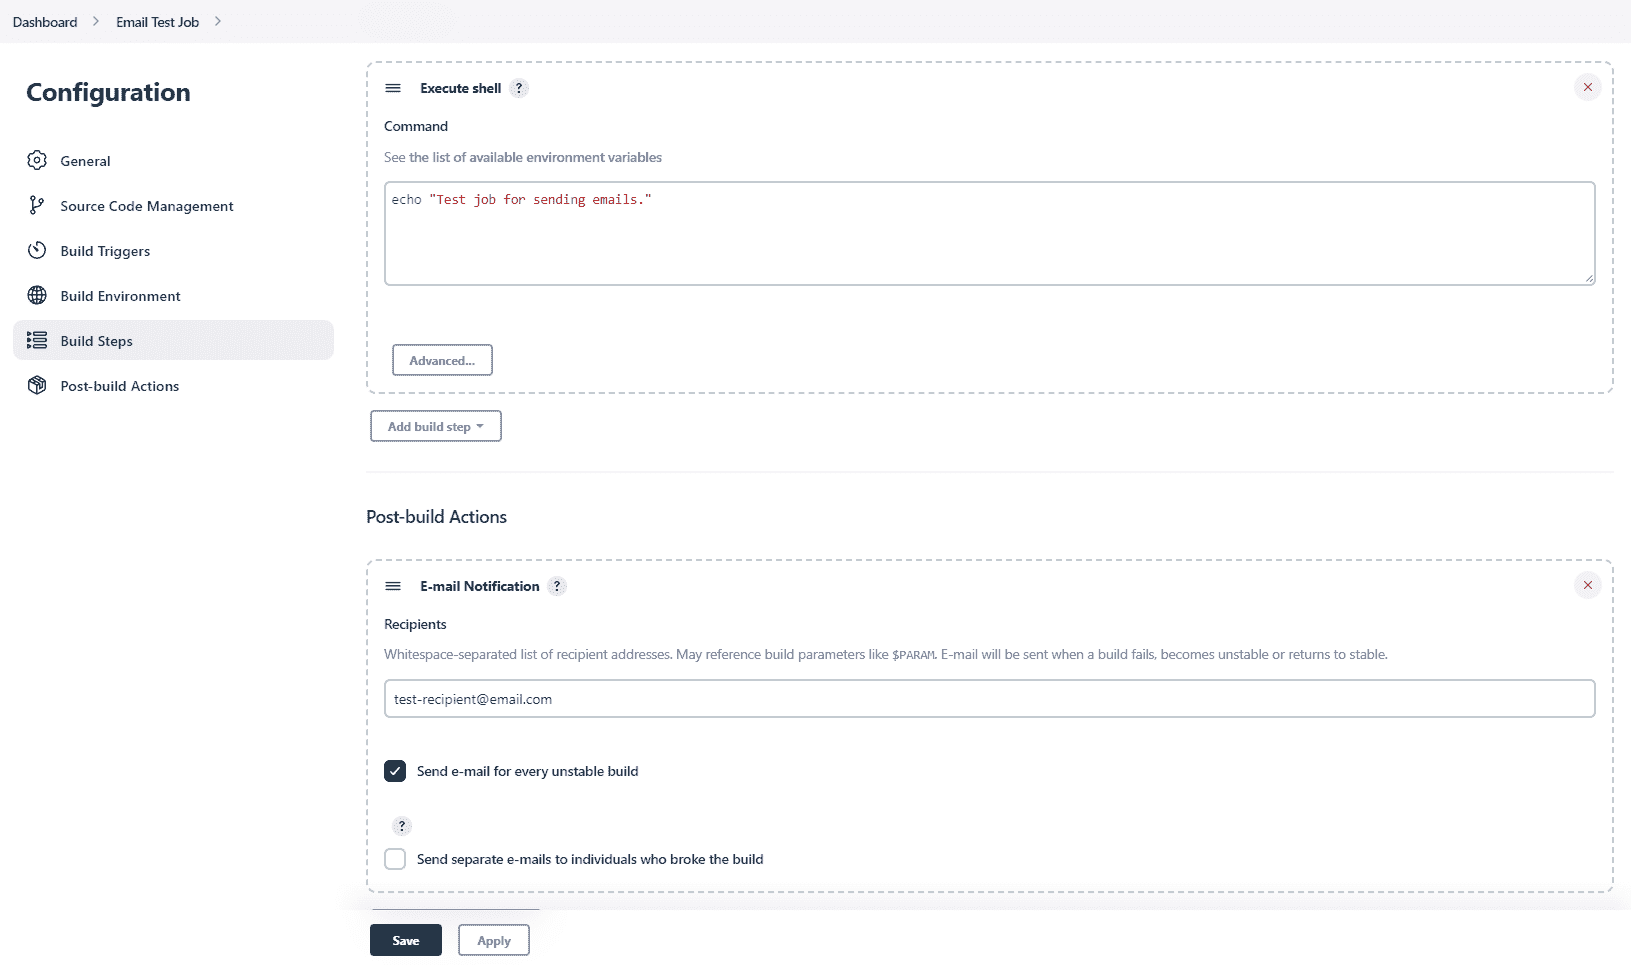 Dashboard > Email Test Job >
Configuration
General
Source Code Management
Build Triggers
Build Environment
Build Steps
Post-build Actions
Execute shell ?
Command
See the list of available environment variables
echo "Test job for sending emails."
Advanced...
Add build step
Post-build Actions
E-mail Notification ?
Recipients
Whitespace-separated list of recipient addresses. May reference build parameters like $PARAM. E-mail will be sent when a build fails, becomes unstable or returns to stable.
test-recipient@email.com
Send e-mail for every unstable build
?
Send separate e-mails to individuals who broke the build
Save
Apply